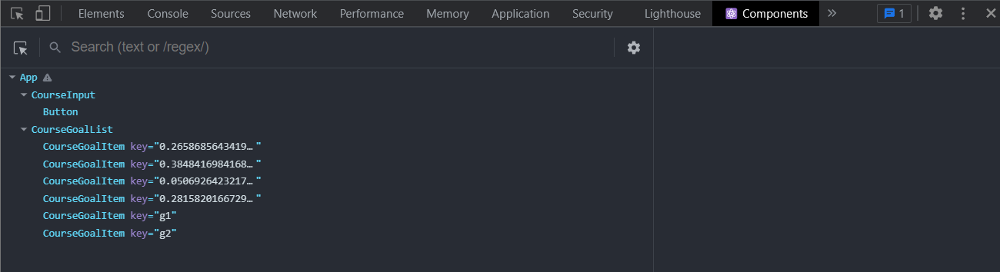 Elements Console Sources Network Performance Memory Application Security Lighthouse Components 1
Search (text or /regex/)
App
CourseInput
Button
CourseGoalList
CourseGoalItem key="0.2658685643419… "
CourseGoalItem key="0.3848416984168… "
CourseGoalItem key="0.0506926423217… "
CourseGoalItem key="0.2815820166729… "
CourseGoalItem key="g1"
CourseGoalItem key="g2"